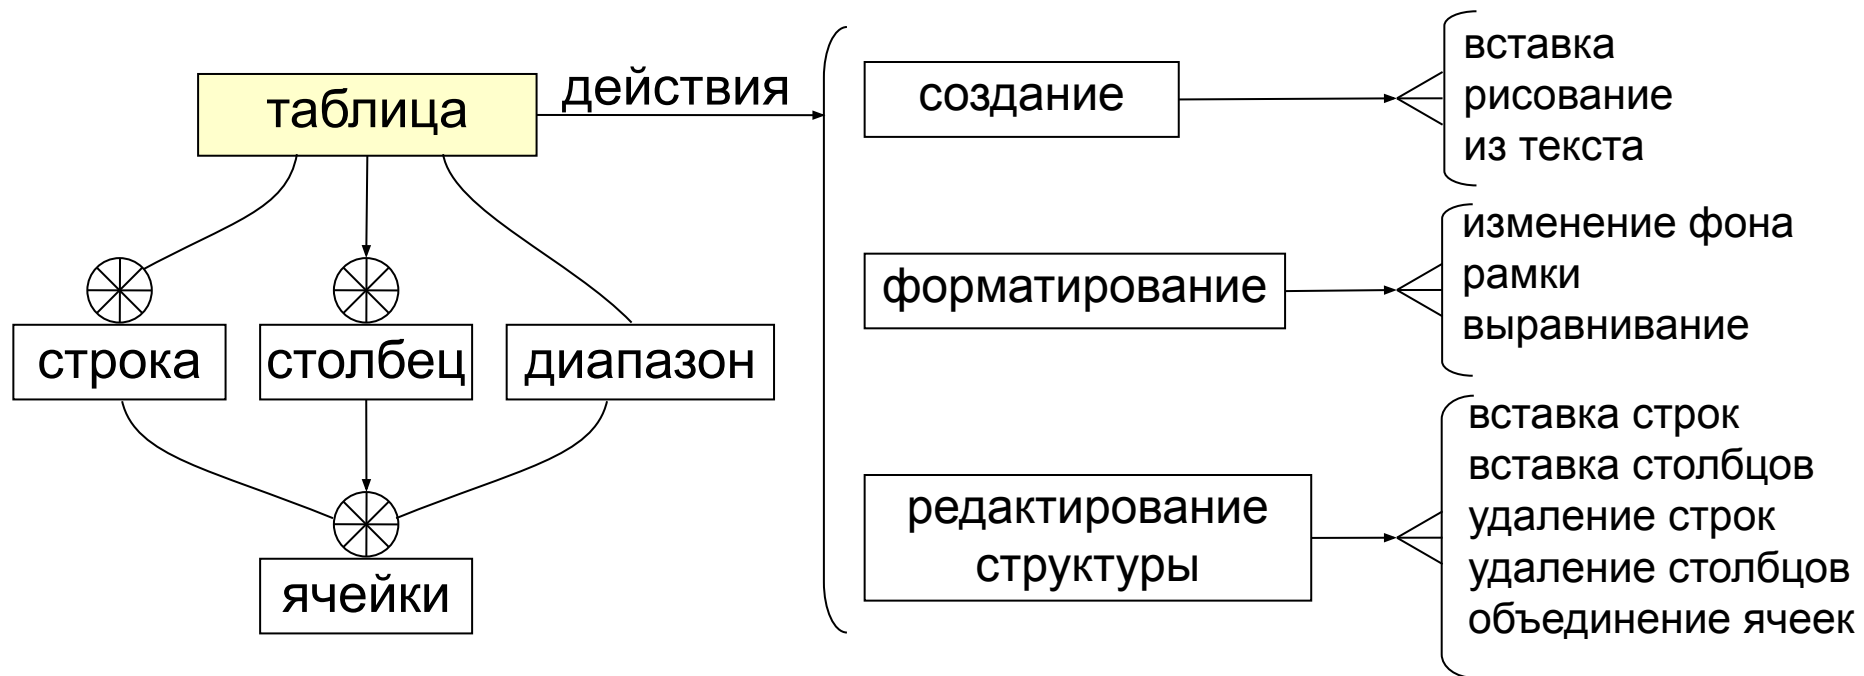 таблица
действия
строка
столбец
диапазон
ячейки
создание
вставка
рисование
из текста
форматирование
изменение фона
рамки
выравнивание
редактирование
структуры
вставка строк
вставка столбцов
удаление строк
удаление столбцов
объединение ячеек